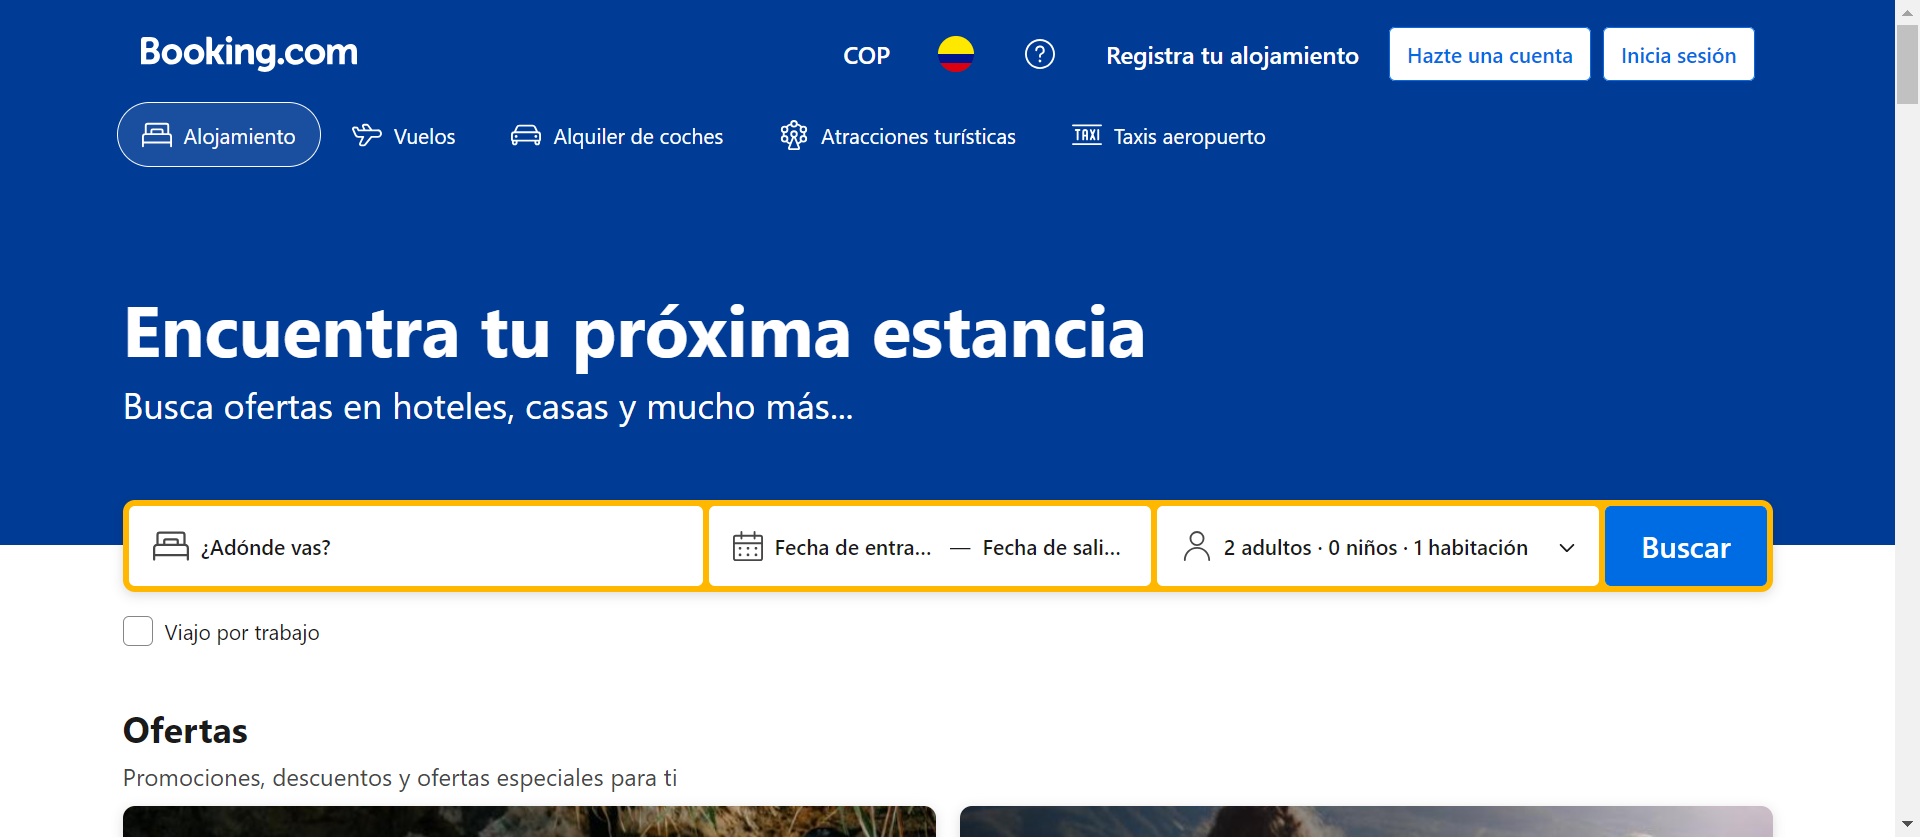 Booking.com
COP
Registra tu alojamiento
Hazte una cuenta
Inicia sesión
Alojamiento
Vuelos
Alquiler de coches
Atracciones turísticas
TAXI
Taxis aeropuerto
Encuentra tu próxima estancia
Busca ofertas en hoteles, casas y mucho más...
¿Adónde vas?
Fecha de entra... — Fecha de sali...
2 adultos · 0 niños · 1 habitación
Buscar
Viajo por trabajo
Ofertas
Promociones, descuentos y ofertas especiales para ti